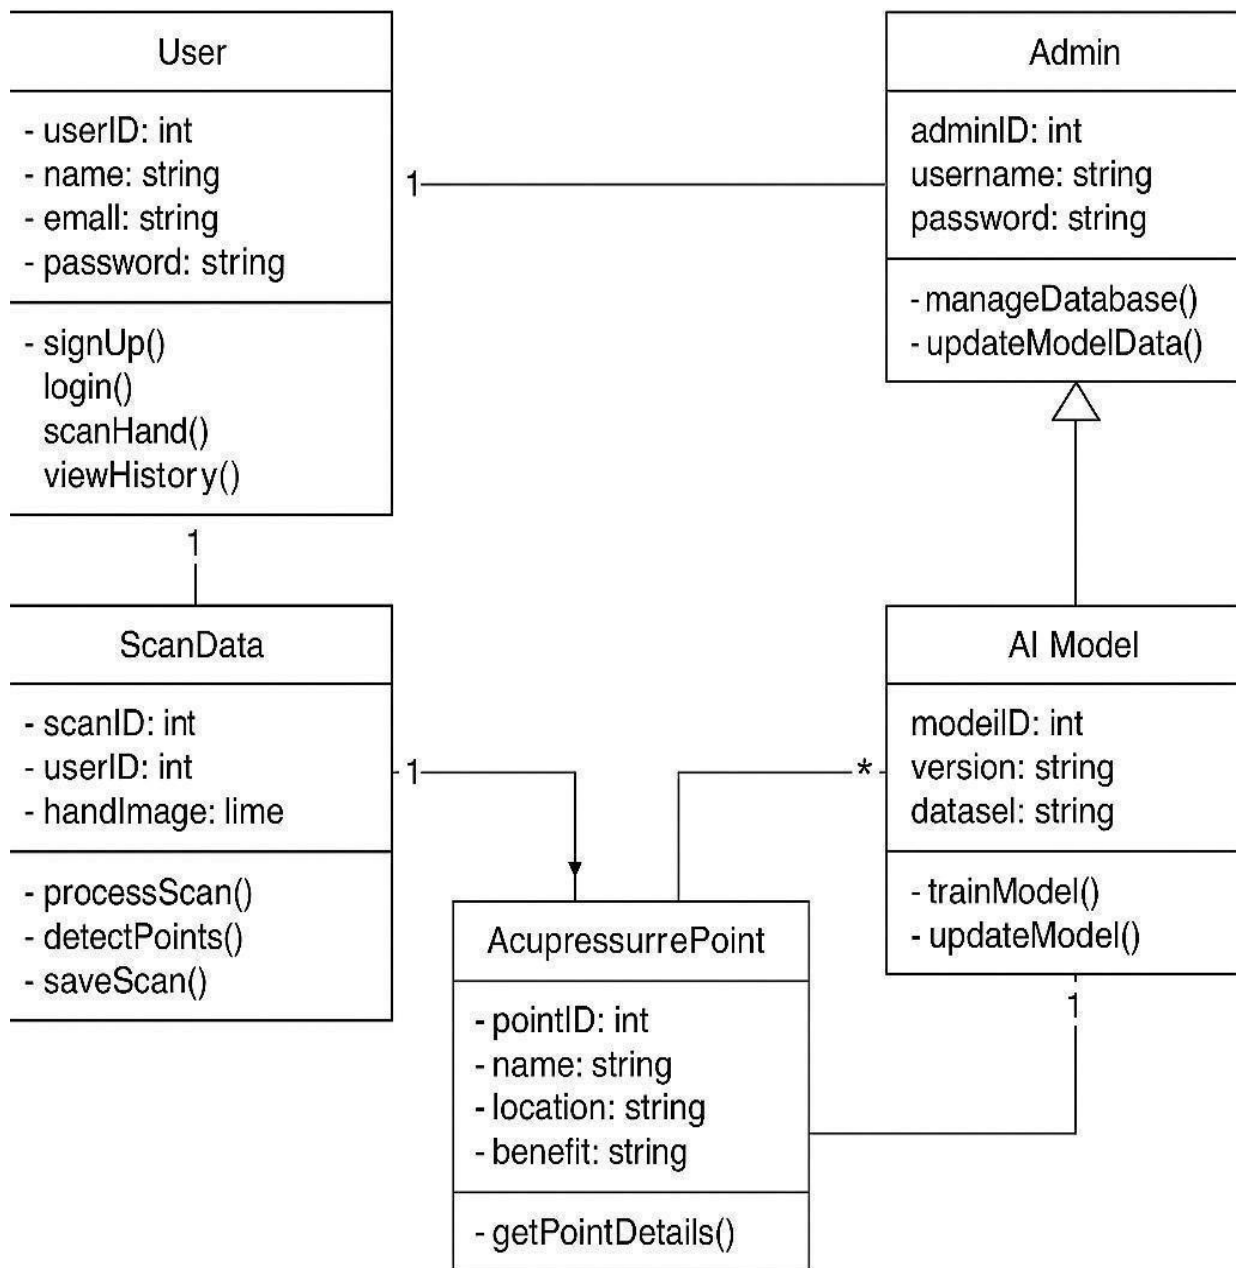 User
- userID: int
- name: string
- emall: string
- password: string
- signUp()
login()
scanHand()
viewHistory()
1
Admin
adminID: int
username: string
password: string
- manageDatabase()
- updateModelData()
1
ScanData
- scanID: int
- userID: int
- handImage: lime
- processScan()
- detectPoints()
- saveScan()
1
*
AI Model
modeilD: int
version: string
datasel: string
- trainModel()
- updateModel()
1
AcupressurrePoint
- pointID: int
- name: string
- location: string
- benefit: string
- getPointDetails()